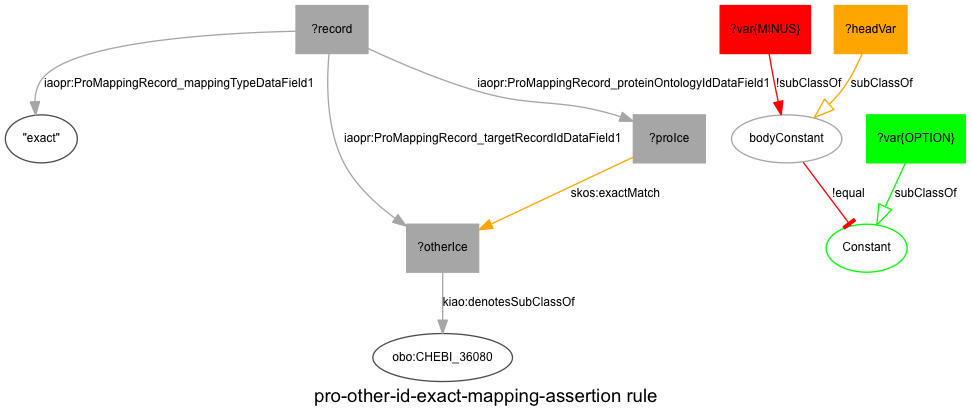 ?record
?var{MINUS}
?headVar
iaopr:ProMappingRecord_mappingTypeDataField1
iaopr:ProMappingRecord_proteinOntologyIdDataField1
!subClassOf
subClassOf
"exact"
iaopr:ProMappingRecord_targetRecordIdDataField1
?proIce
bodyConstant
?var{OPTION}
skos:exactMatch
!equal
subClassOf
?otherIce
Constant
kiao:denotesSubClassOf
obo:CHEBI_36080
pro-other-id-exact-mapping-assertion rule